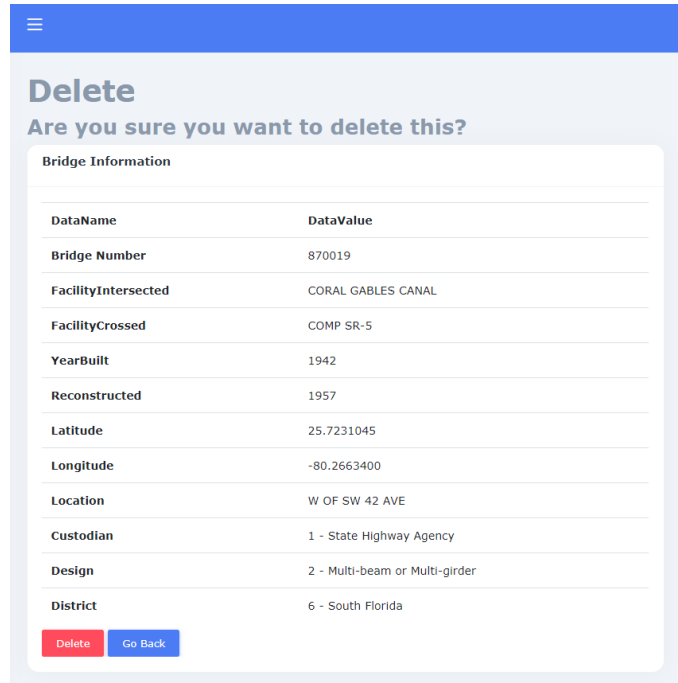 Delete
Are you sure you want to delete this?
Bridge Information
DataName DataValue
Bridge Number 870019
FacilityIntersected CORAL GABLES CANAL
FacilityCrossed COMP SR-5
YearBuilt 1942
Reconstructed 1957
Latitude 25.7231045
Longitude -80.2663400
Location W OF SW 42 AVE
Custodian 1 - State Highway Agency
Design 2 - Multi-beam or Multi-girder
District 6 - South Florida
Delete Go Back